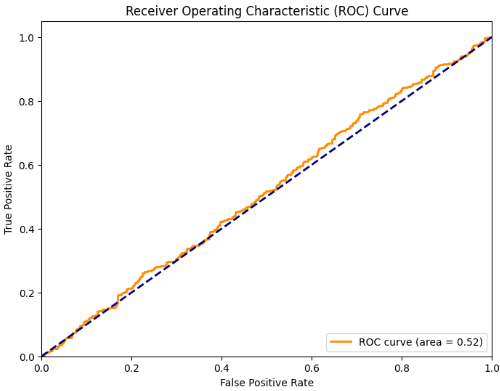 Receiver Operating Characteristic (ROC) Curve
1.0
0.8
0.6
0.4
0.2
0.0
True Positive Rate
ROC curve (area = 0.52)
0.0 0.2 0.4 0.6 0.8 1.0
False Positive Rate